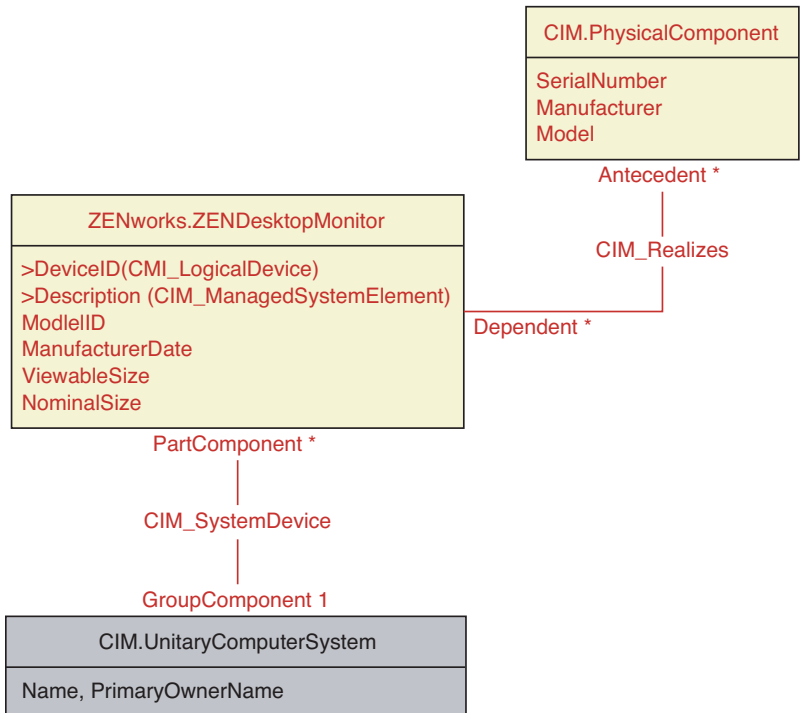 CIM.PhysicalComponent
SerialNumber
Manufacturer
Model
Antecedent *
CIM_Realizes
Dependent *
ZENworks.ZENDesktopMonitor
>DeviceID(CMI_LogicalDevice)
>Description (CIM_ManagedSystemElement)
ModlelID
ManufacturerDate
ViewableSize
NominalSize
PartComponent *
CIM_SystemDevice
GroupComponent 1
CIM.UnitaryComputerSystem
Name, PrimaryOwnerName